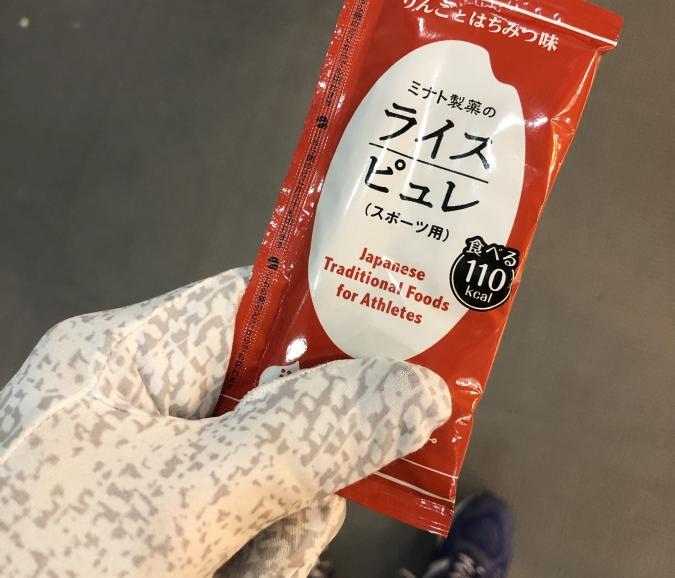 りんごとはちみつ味
ミナト製薬の
ライス
ピュレ
(スポーツ用)
Japanese
Traditional Foods
for Athletes
食べる
110
kcal